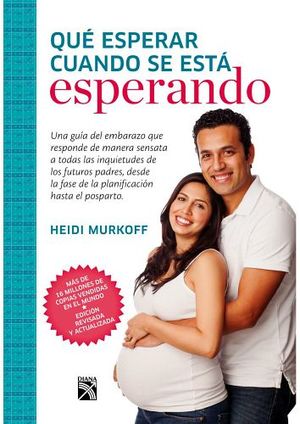 QUÉ ESPERAR
CUANDO SE ESTÁ
esperando
Una guía del embarazo que
responde de manera sensata
a todas las inquietudes de
los futuros padres, desde
la fase de la planificación
hasta el posparto.
HEIDI MURKOFF
MÁS DE
16 MILLONES DE
COPIAS VENDIDAS
EN EL MUNDO
EDICIÓN
REVISADA
Y ACTUALIZADA
DIANA